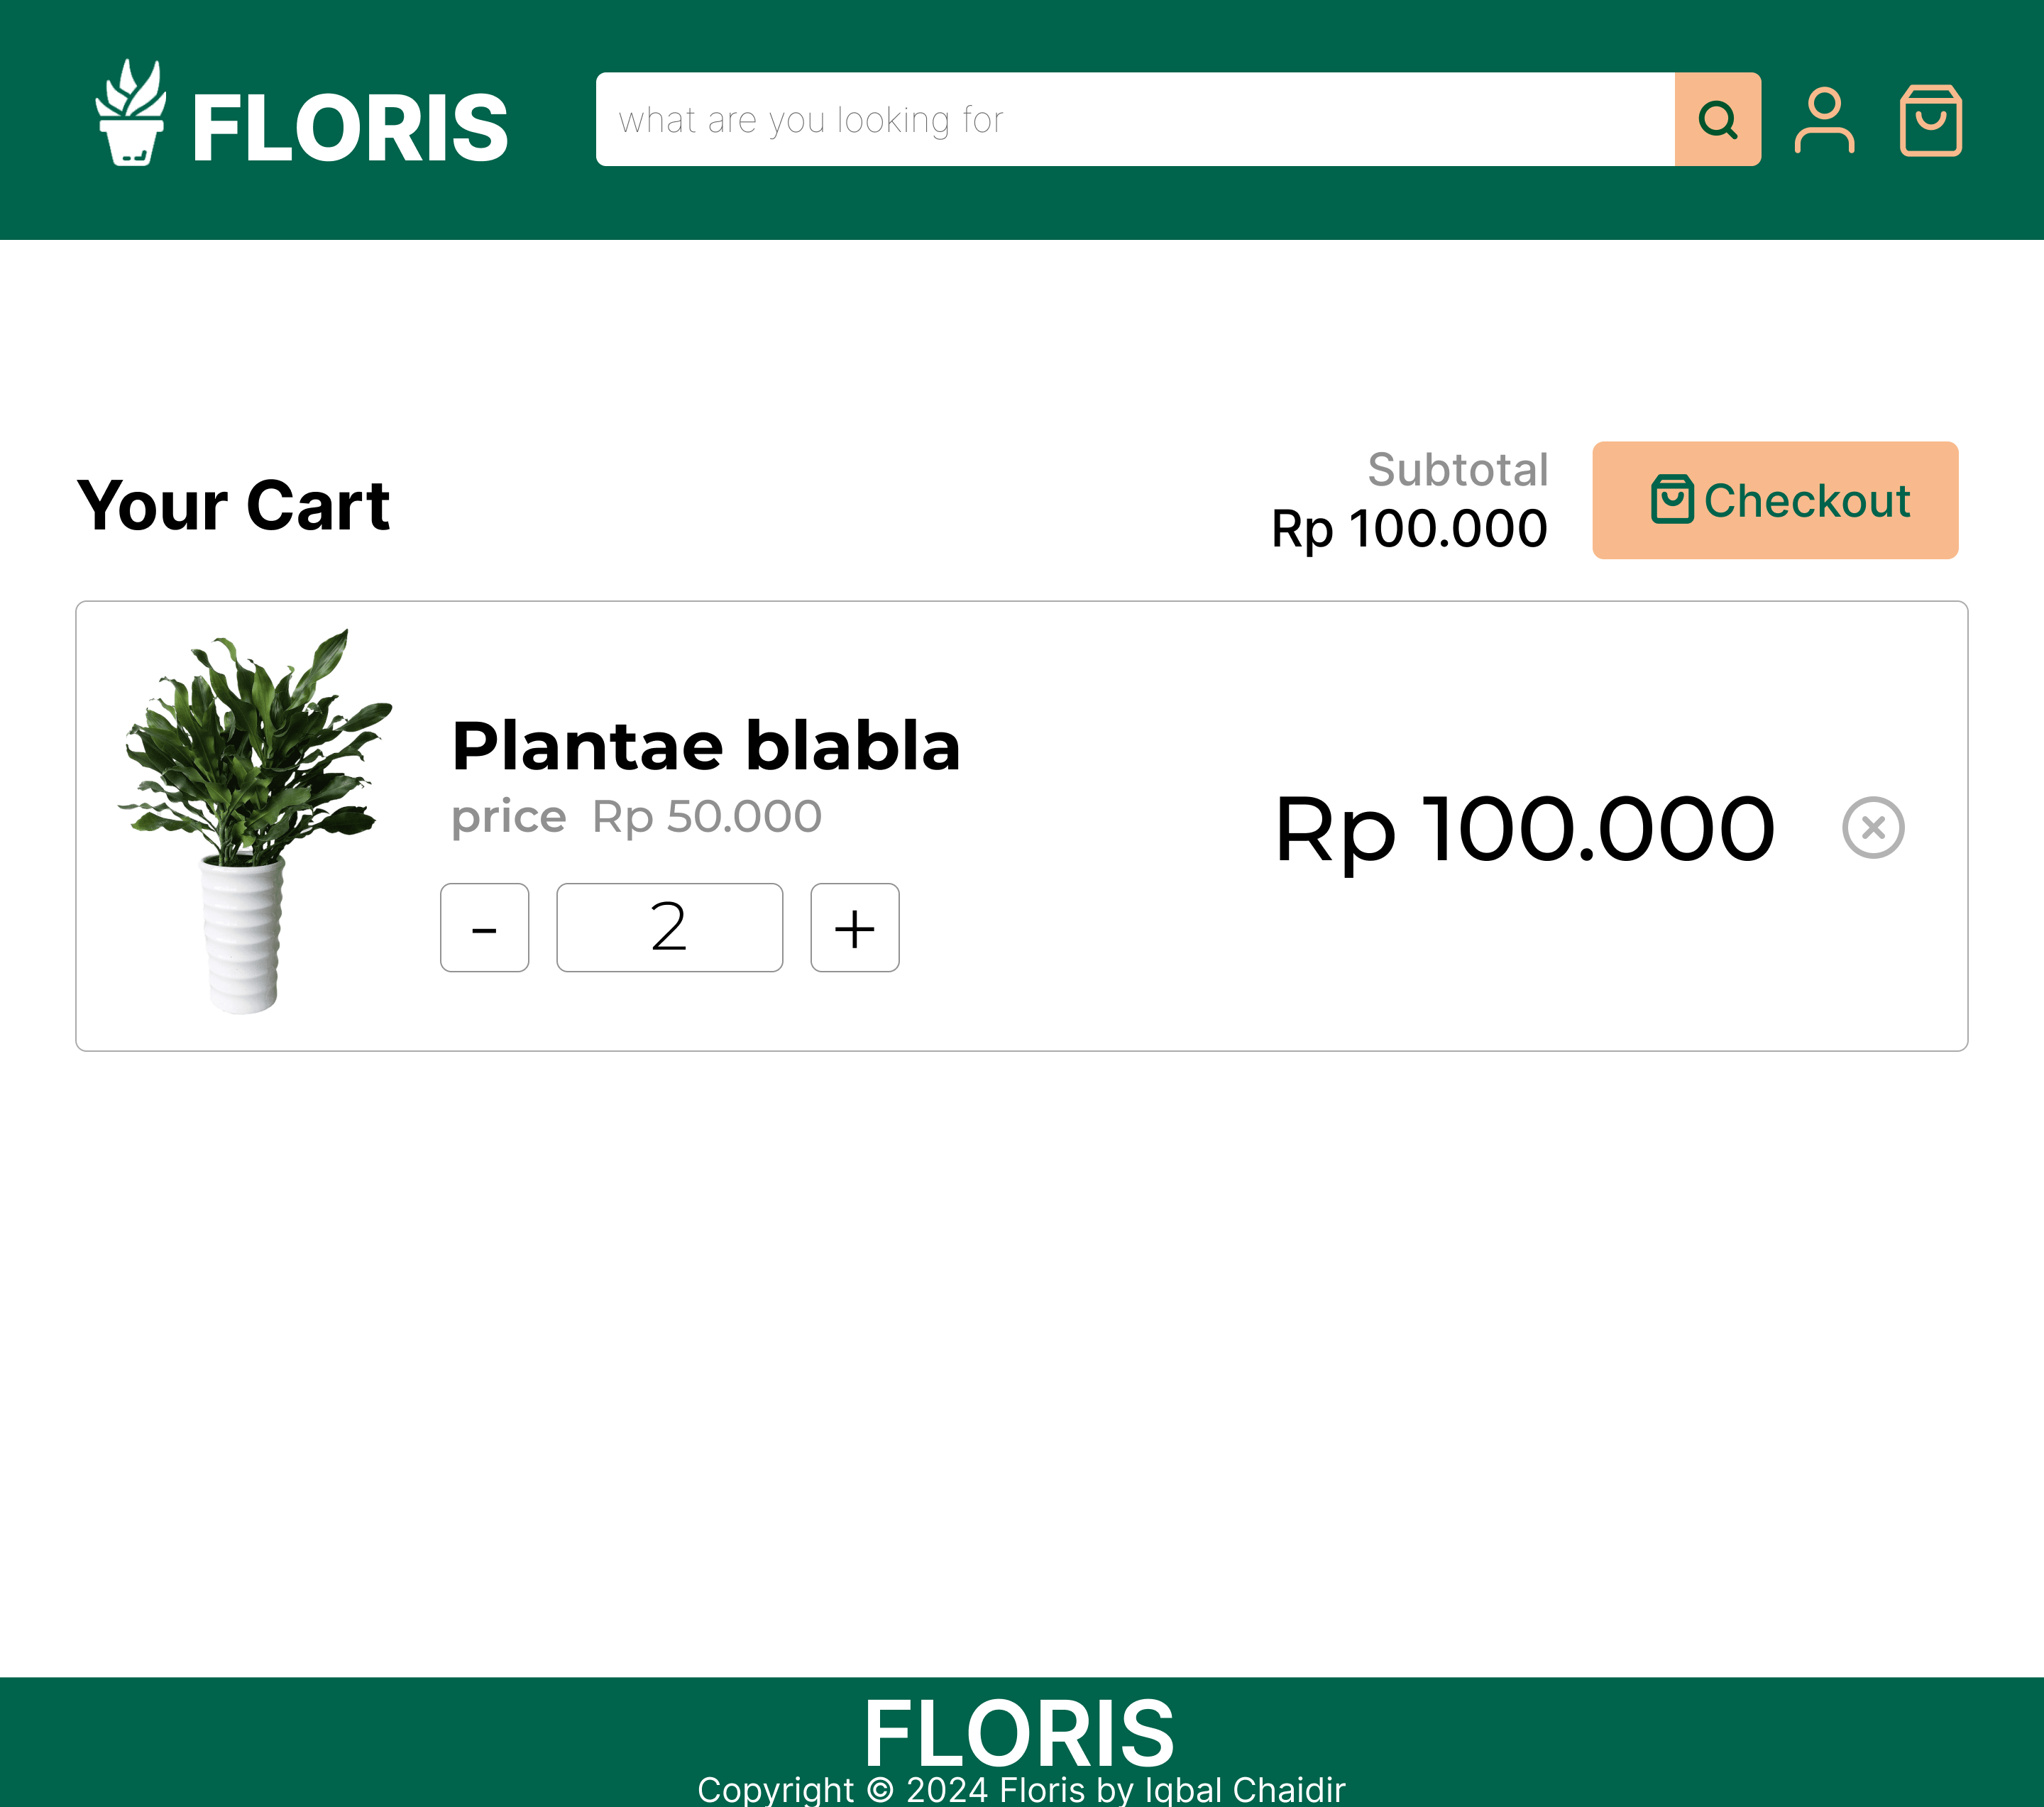 FLORIS
what are you looking for
Your Cart
Subtotal
Rp 100.000
Checkout
Plantae blabla
price Rp 50.000
- 2 +
Rp 100.000
FLORIS
Copyright © 2024 Floris by Iqbal Chaidir